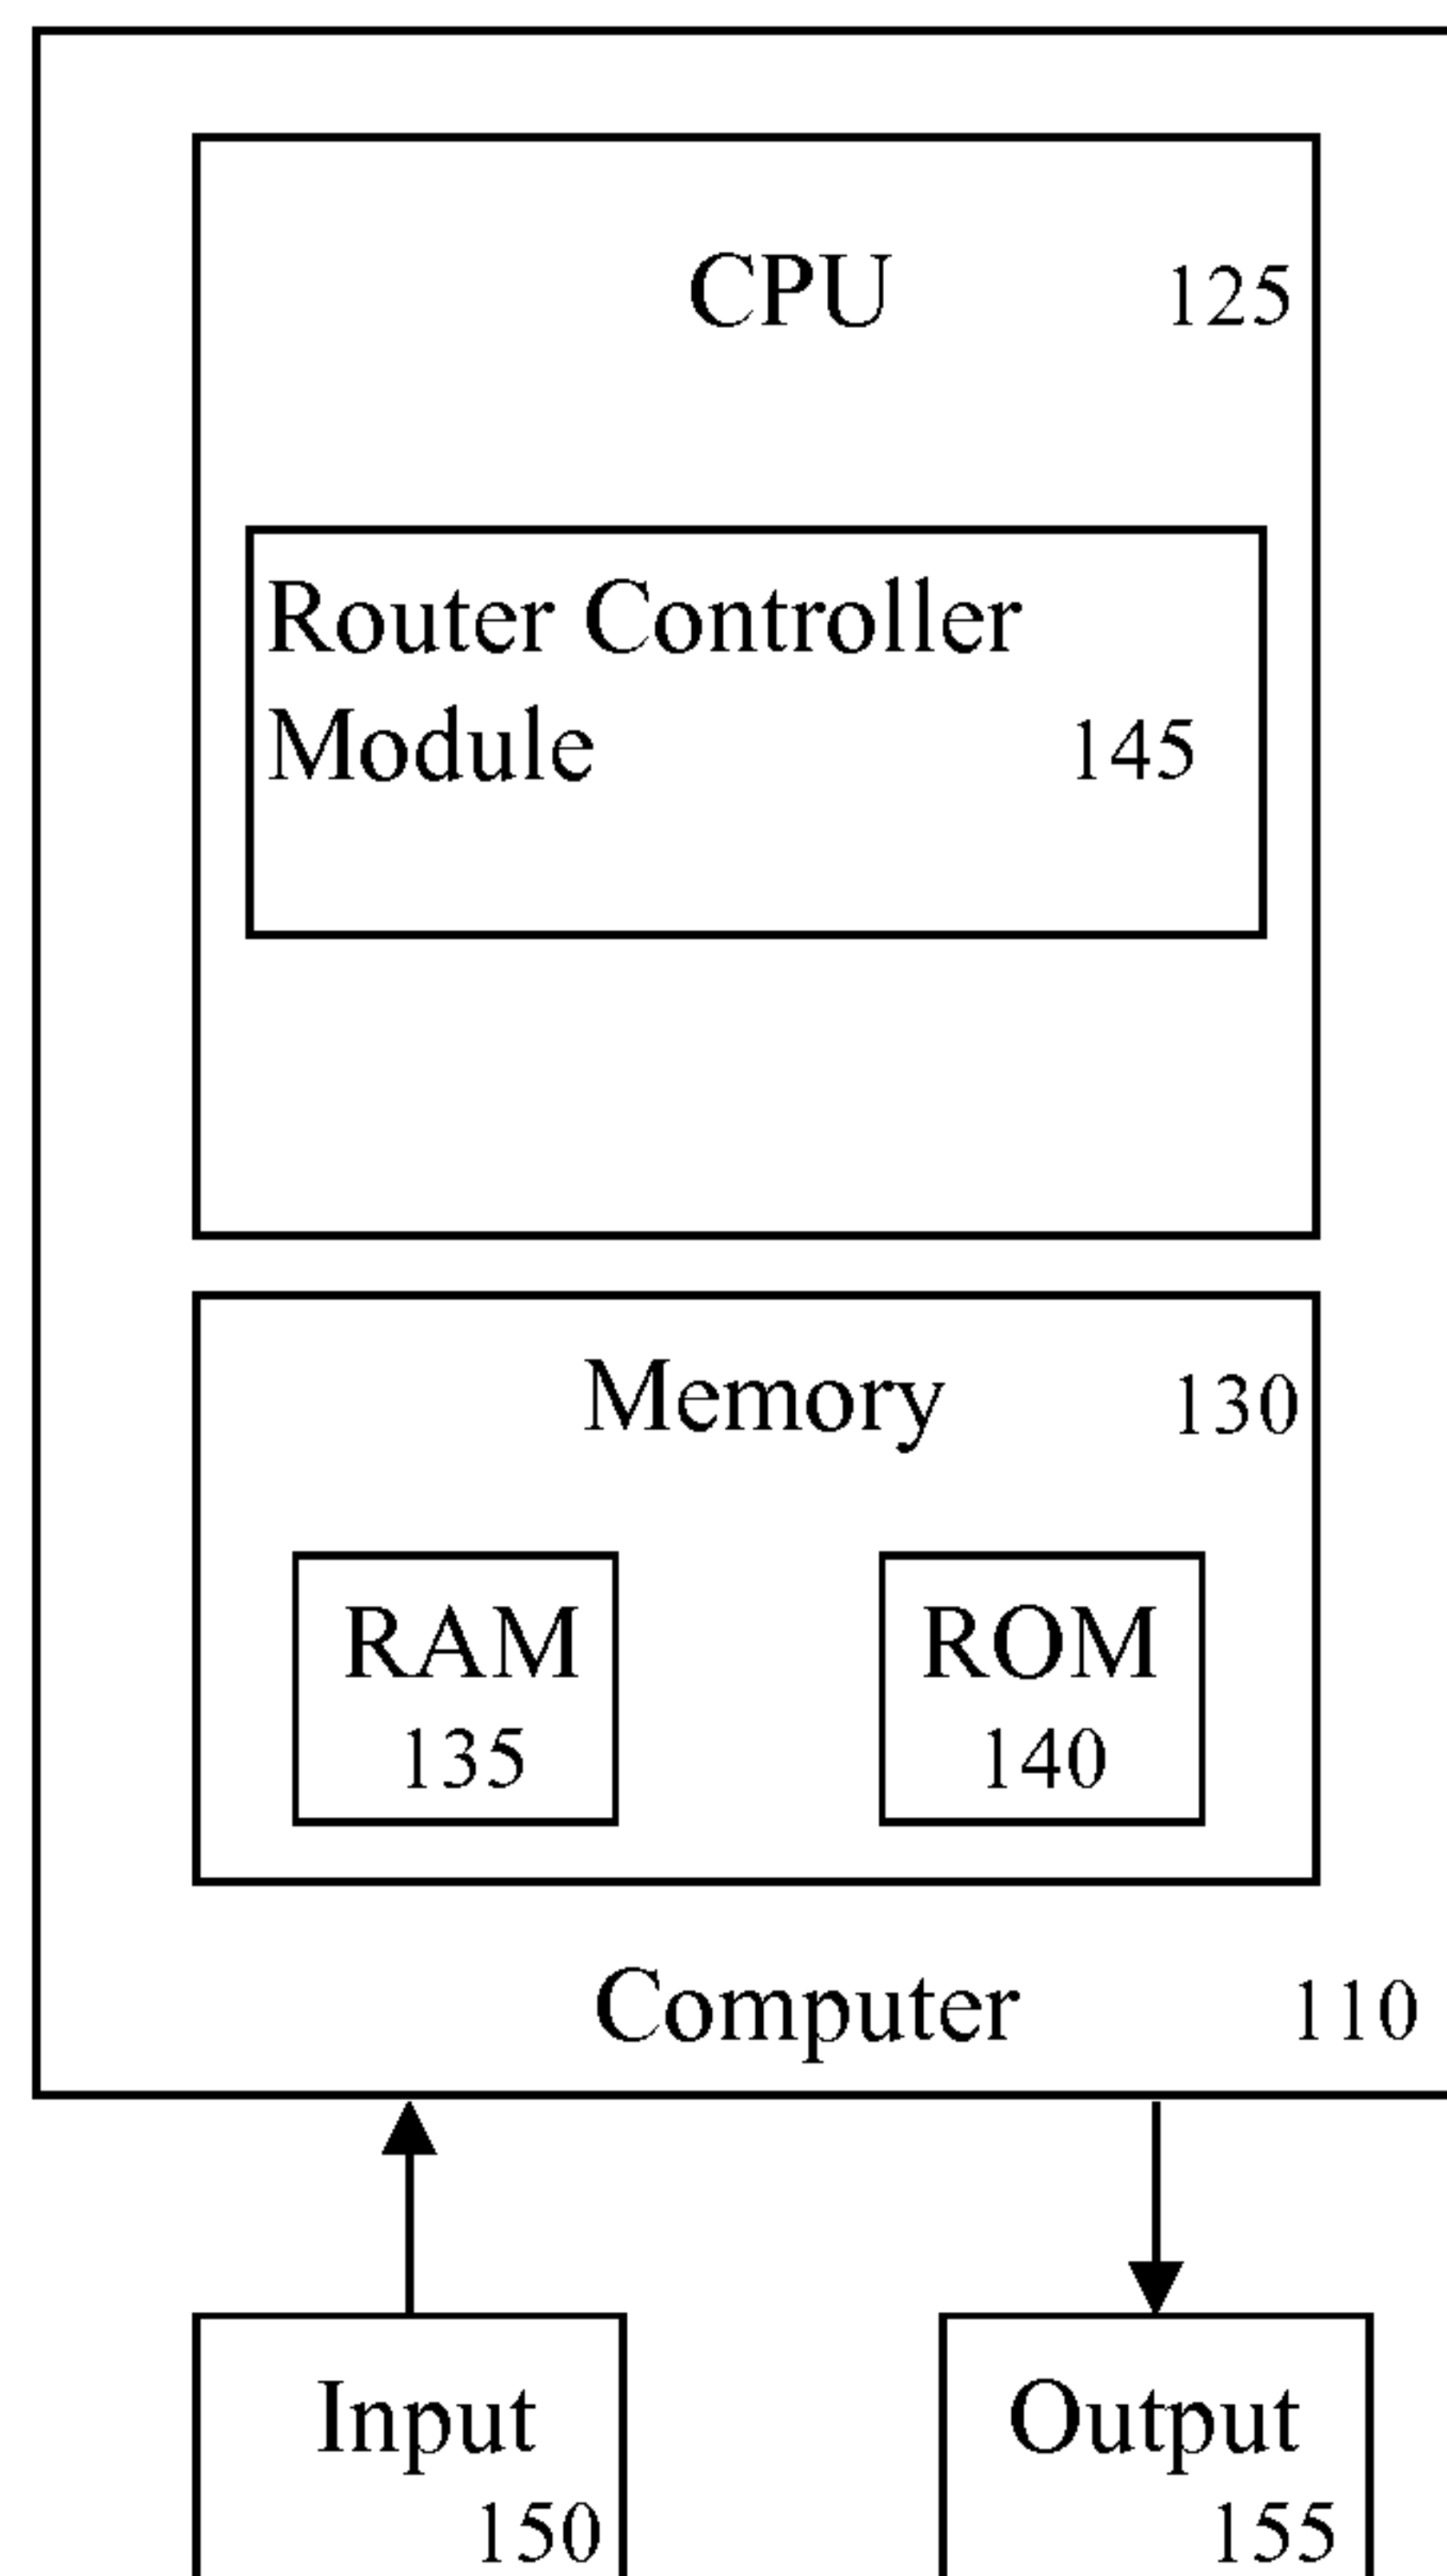 CPU 125
Router Controller
Module 145
Memory 130
RAM
135
ROM
140
Computer 110
Input
150
Output
155